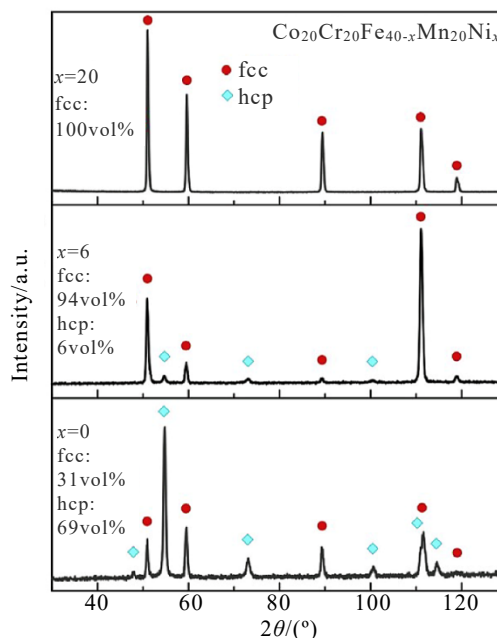 Co₂₀Cr₂₀Fe₄₀₋ₓMn₂₀Niₓ
x=20
fcc:
100vol%
fcc
hcp
x=6
fcc:
94vol%
hcp:
6vol%
x=0
fcc:
31vol%
hcp:
69vol%
Intensity/a.u.
40 60 80 100 120
2θ/(°)